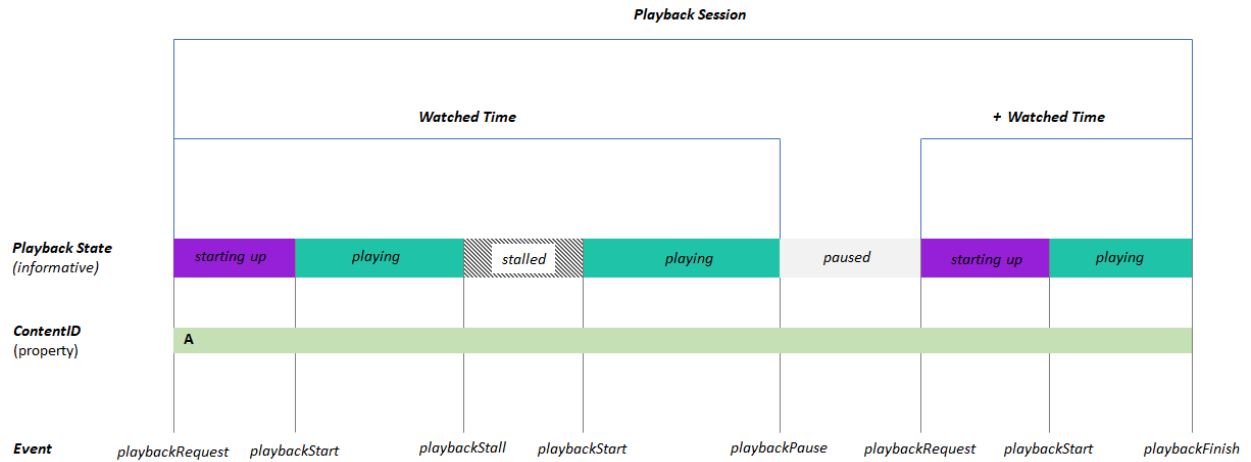 Playback Session
Watched Time
+ Watched Time
Playback State
(informative)
starting up
playing
stalled
playing
paused
starting up
playing
ContentID
(property)
A
Event
playbackRequest
playbackStart
playbackStall
playbackStart
playbackPause
playbackRequest
playbackStart
playbackFinish